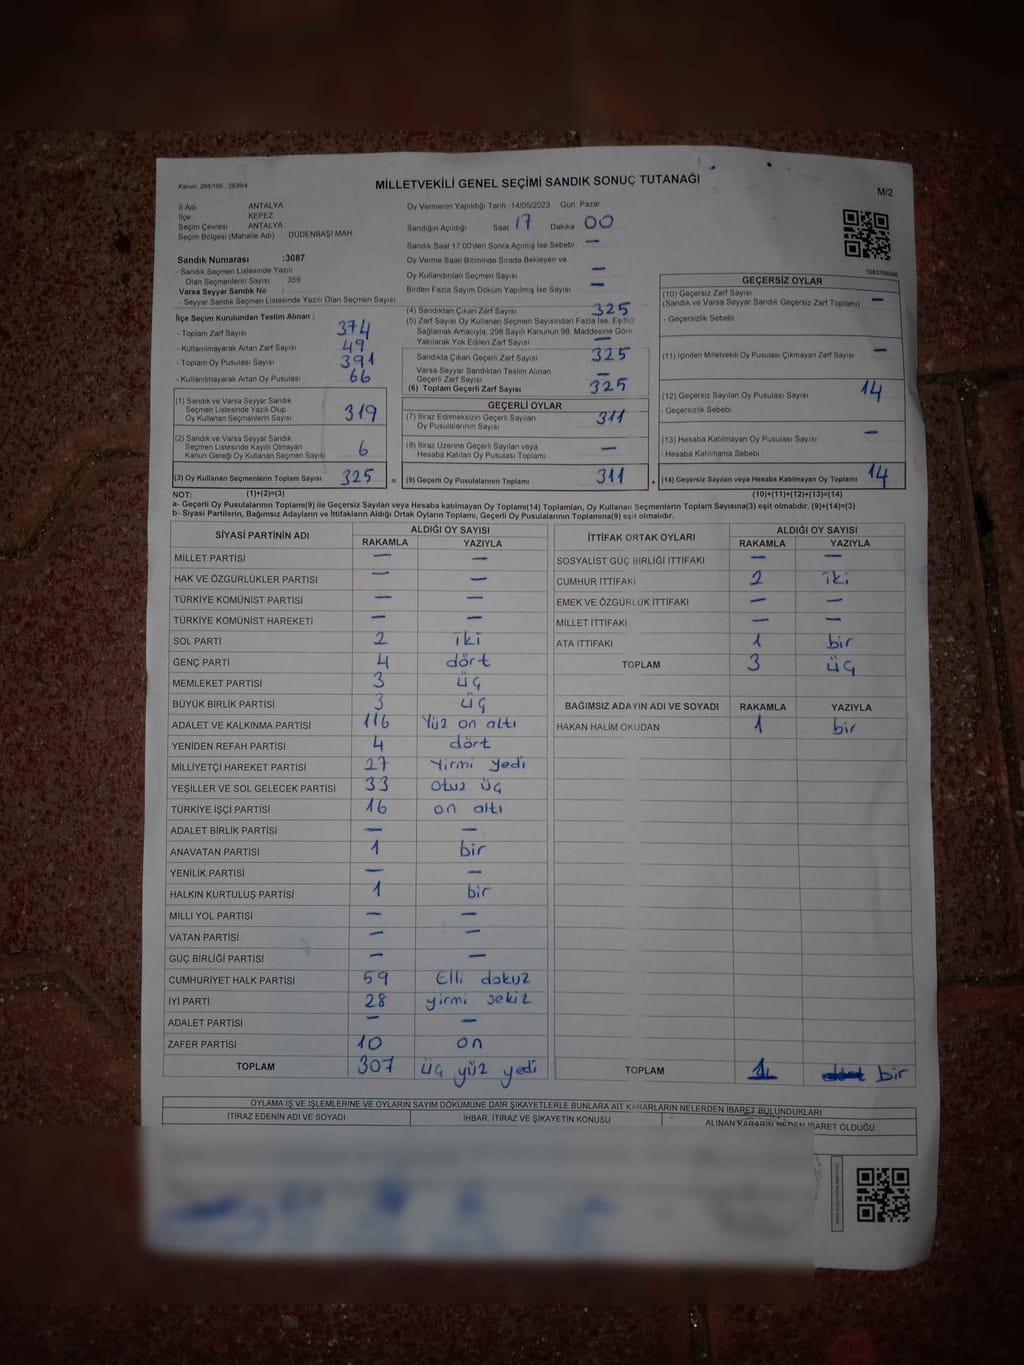 Kanun: 298/105 , 2839/4
MİLLETVEKİLİ GENEL SEÇİMİ SANDIK SONUÇ TUTANAĞI
M/2
İl Adı ANTALYA
İlçe KEPEZ
Seçim Çevresi ANTALYA
Seçim Bölgesi (Mahalle Adı) : DÜDENBAŞI MAH.
Sandık Numarası :3087
- Sandık Seçmen Listesinde Yazılı
Olan Seçmenlerin Sayısı : 359
Varsa Seyyar Sandık No :
- Seyyar Sandık Seçmen Listesinde Yazılı Olan Seçmen Sayısı
İlçe Seçim Kurulundan Teslim Alınan ;
- Toplam Zarf Sayısı 374
- Kullanılmayarak Artan Zarf Sayısı 49
- Toplam Oy Pusulası Sayısı 391
- Kullanılmayarak Artan Oy Pusulası 66
(1) Sandık ve Varsa Seyyar Sandık
Seçmen Listesinde Yazılı Olup
Oy Kullanan Seçmenlerin Sayısı 319
(2) Sandık ve Varsa Seyyar Sandık
Seçmen Listesinde Kayıtlı Olmayan
Kanun Gereği Oy Kullanan Seçmen Sayısı 6
(3) Oy Kullanan Seçmenlerin Toplam Sayısı 325 =
Oy Vermenin Yapıldığı Tarih :14/05/2023 Gün: Pazar
Sandığın Açıldığı Saat 17 Dakika 00
Sandık Saat 17:00'den Sonra Açımış İse Sebebi —
Oy Verme Saati Bitiminde Sırada Bekleyen ve
Oy Kullandırılan Seçmen Sayısı —
Birden Fazla Sayım Döküm Yapılmış İse Sayısı —
(4) Sandıktan Çıkan Zarf Sayısı 325
(5) Zarf Sayısı Oy Kullanan Seçmen Sayısından Fazla İse, Eşitliği
Sağlamak Amacıyla; 298 Sayılı Kanunun 98. Maddesine Göre
Yakılarak Yok Edilen Zarf Sayısı —
Sandıkta Çıkan Geçerli Zarf Sayısı 325
Varsa Seyyar Sandıktan Teslim Alınan
Geçerli Zarf Sayısı —
(6) Toplam Geçerli Zarf Sayısı 325
GEÇERLİ OYLAR
(7) İtiraz Edilmeksizin Geçerli Sayılan
Oy Pusulalarının Sayısı 311
(8) İtiraz Üzerine Geçerli Sayılan veya
Hesaba Katılan Oy Pusulası Toplamı —
(9) Geçerli Oy Pusulalarının Toplamı 311 +
1083766046
GEÇERSİZ OYLAR
(10) Geçersiz Zarf Sayısı
(Sandık ve Varsa Seyyar Sandık Geçersiz Zarf Toplamı) —
- Geçersizlik Sebebi
(11) İçinden Milletvekili Oy Pusulası Çıkmayan Zarf Sayısı —
(12) Geçersiz Sayılan Oy Pusulası Sayısı 14
- Geçersizlik Sebebi
(13) Hesaba Katılmayan Oy Pusulası Sayısı —
- Hesaba Katılmama Sebebi
(14) Geçersiz Sayılan veya Hesaba Katılmayan Oy Toplamı 14
NOT: (1)+(2)=(3) (10)+(11)+(12)+(13)=(14)
a- Geçerli Oy Pusulalarının Toplamı(9) ile Geçersiz Sayılan veya Hesaba Katılmayan Oy Toplamı(14) Toplamları, Oy Kullanan Seçmenlerin Toplam Sayısına(3) eşit olmalıdır. (9)+(14)=(3)
b- Siyasi Partilerin, Bağımsız Adayların ve İttifakların Aldığı Ortak Oyların Toplamı, Geçerli Oy Pusulalarının Toplamına(9) eşit olmalıdır.
SİYASİ PARTİNİN ADI ALDIĞI OY SAYISI
RAKAMLA YAZIYLA
MİLLET PARTİSİ — —
HAK VE ÖZGÜRLÜKLER PARTİSİ — —
TÜRKİYE KOMÜNİST PARTİSİ — —
TÜRKİYE KOMÜNİST HAREKETİ — —
SOL PARTİ 2 iki
GENÇ PARTİ 4 dört
MEMLEKET PARTİSİ 3 üç
BÜYÜK BİRLİK PARTİSİ 3 üç
ADALET VE KALKINMA PARTİSİ 116 Yüz on altı
YENİDEN REFAH PARTİSİ 4 dört
MİLLİYETÇİ HAREKET PARTİSİ 27 Yirmi yedi
YEŞİLLER VE SOL GELECEK PARTİSİ 33 Otuz üç
TÜRKİYE İŞÇİ PARTİSİ 16 on altı
ADALET BİRLİK PARTİSİ — —
ANAVATAN PARTİSİ 1 bir
YENİLİK PARTİSİ — —
HALKIN KURTULUŞ PARTİSİ 1 bir
MİLLİ YOL PARTİSİ — —
VATAN PARTİSİ — —
GÜÇ BİRLİĞİ PARTİSİ — —
CUMHURİYET HALK PARTİSİ 59 Elli dokuz
İYİ PARTİ 28 yirmi sekiz
ADALET PARTİSİ — —
ZAFER PARTİSİ 10 on
TOPLAM 307 üç yüz yedi
İTTİFAK ORTAK OYLARI ALDIĞI OY SAYISI
RAKAMLA YAZIYLA
SOSYALİST GÜÇ BİRLİĞİ İTTİFAKI — —
CUMHUR İTTİFAKI 2 iki
EMEK VE ÖZGÜRLÜK İTTİFAKI — —
MİLLET İTTİFAKI — —
ATA İTTİFAKI 1 bir
TOPLAM 3 üç
BAĞIMSIZ ADAYIN ADI VE SOYADI RAKAMLA YAZIYLA
HAKAN HALİM OKUDAN 1 bir
TOPLAM 1 bir
OYLAMA İŞ VE İŞLEMLERİNE VE OYLARIN SAYIM DÖKÜMÜNE DAİR ŞİKAYETLERLE BUNLARA AİT KARARLARIN NELERDEN İBARET BULUNDUKLARI
İTİRAZ EDENİN ADI VE SOYADI İHBAR, İTİRAZ VE ŞİKAYETİN KONUSU ALINAN KARARIN NEDEN İBARET OLDUĞU